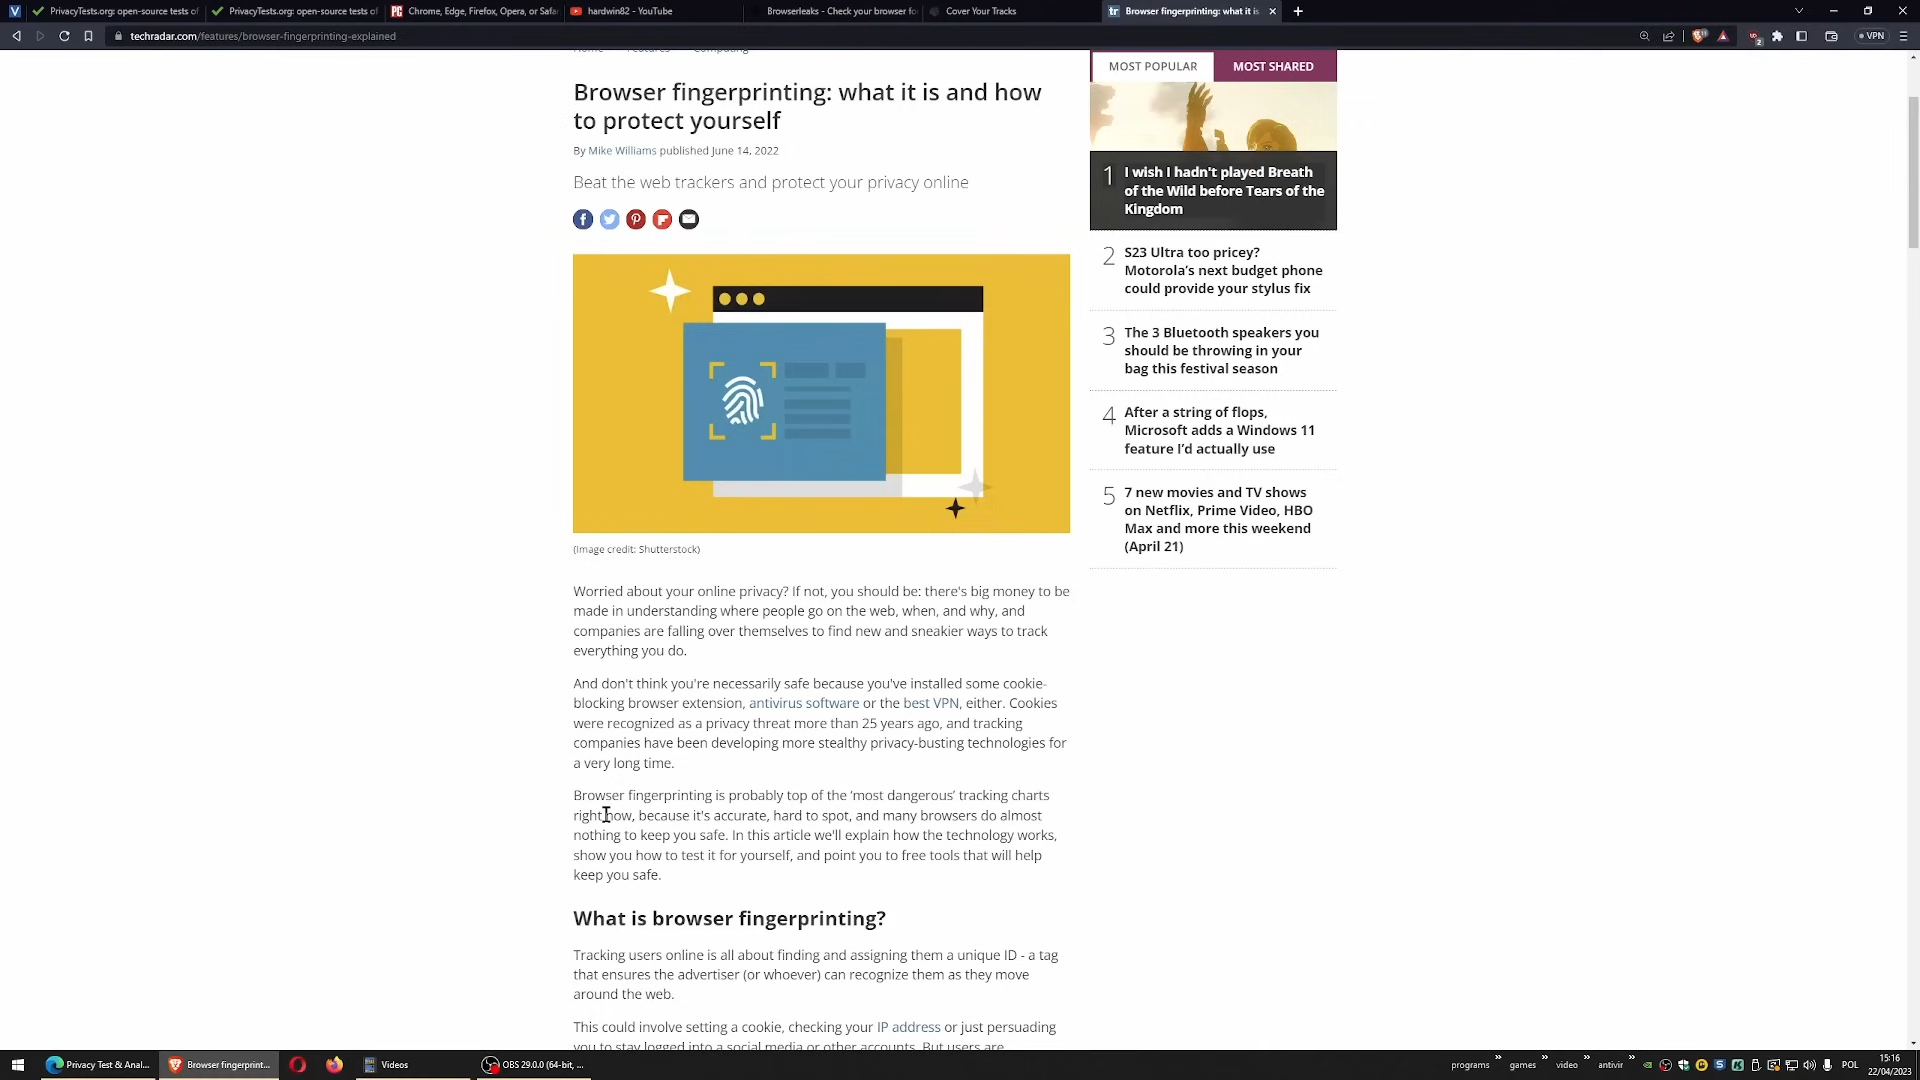 PrivacyTests.org: open-source tests of
PrivacyTests.org: open-source tests of
Chrome, Edge, Firefox, Opera, or Safa
hardwin82 - YouTube
Browserleaks - Check your browser fo
Cover Your Tracks
Browser fingerprinting: what it is
techradar.com/features/browser-fingerprinting-explained
VPN
Home Features Computing
Browser fingerprinting: what it is and how
to protect yourself
By Mike Williams published June 14, 2022
Beat the web trackers and protect your privacy online
(Image credit: Shutterstock)
Worried about your online privacy? If not, you should be: there's big money to be
made in understanding where people go on the web, when, and why, and
companies are falling over themselves to find new and sneakier ways to track
everything you do.
And don't think you're necessarily safe because you've installed some cookie-
blocking browser extension, antivirus software or the best VPN, either. Cookies
were recognized as a privacy threat more than 25 years ago, and tracking
companies have been developing more stealthy privacy-busting technologies for
a very long time.
Browser fingerprinting is probably top of the ‘most dangerous’ tracking charts
right now, because it's accurate, hard to spot, and many browsers do almost
nothing to keep you safe. In this article we'll explain how the technology works,
show you how to test it for yourself, and point you to free tools that will help
keep you safe.
What is browser fingerprinting?
Tracking users online is all about finding and assigning them a unique ID - a tag
that ensures the advertiser (or whoever) can recognize them as they move
around the web.
This could involve setting a cookie, checking your IP address or just persuading
you to stay logged into a social media or other accounts. But users are
MOST POPULAR
MOST SHARED
1 I wish I hadn't played Breath
of the Wild before Tears of the
Kingdom
2 S23 Ultra too pricey?
Motorola’s next budget phone
could provide your stylus fix
3 The 3 Bluetooth speakers you
should be throwing in your
bag this festival season
4 After a string of flops,
Microsoft adds a Windows 11
feature I’d actually use
5 7 new movies and TV shows
on Netflix, Prime Video, HBO
Max and more this weekend
(April 21)
Privacy Test & Anal...
Browser fingerprint...
Videos
OBS 29.0.0 (64-bit, ...
programs
games
video
antivir
POL
15:16
22/04/2023